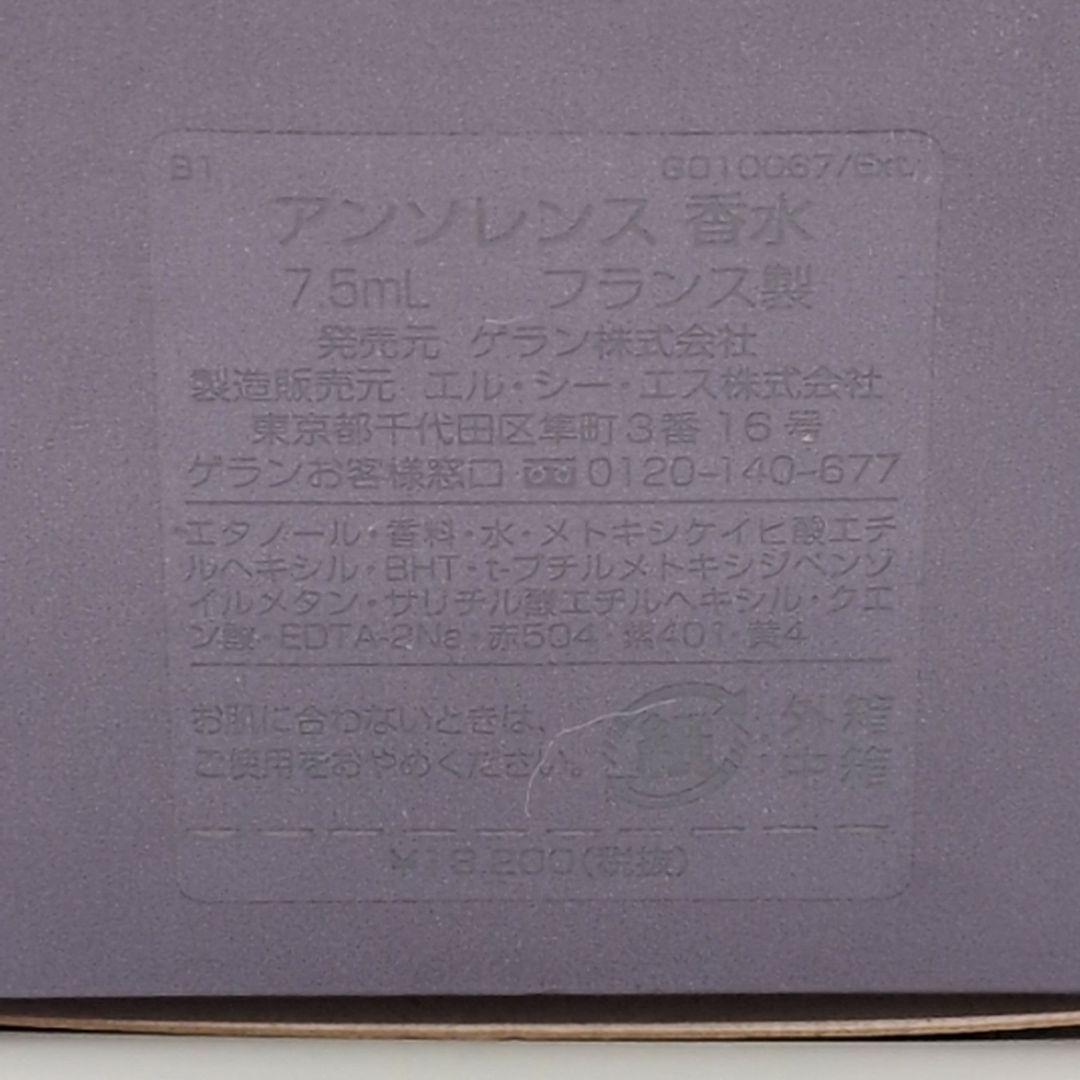 B1 G010067/Ext
アンソレンス 香水
7.5mL フランス製
発売元 ゲラン株式会社
製造販売元 エル・シー・エス株式会社
東京都千代田区隼町3番16号
ゲランお客様窓口 0120-140-677
エタノール・香料・水・メトキシケイヒ酸エチ
ルヘキシル・BHT・t-ブチルメトキシジベンゾ
イルメタン・サリチル酸エチルヘキシル・クエ
ン酸・EDTA-2Na・赤504・紫401・黄4
お肌に合わないときは、
ご使用をおやめください。
紙 外箱
中箱
(税抜)